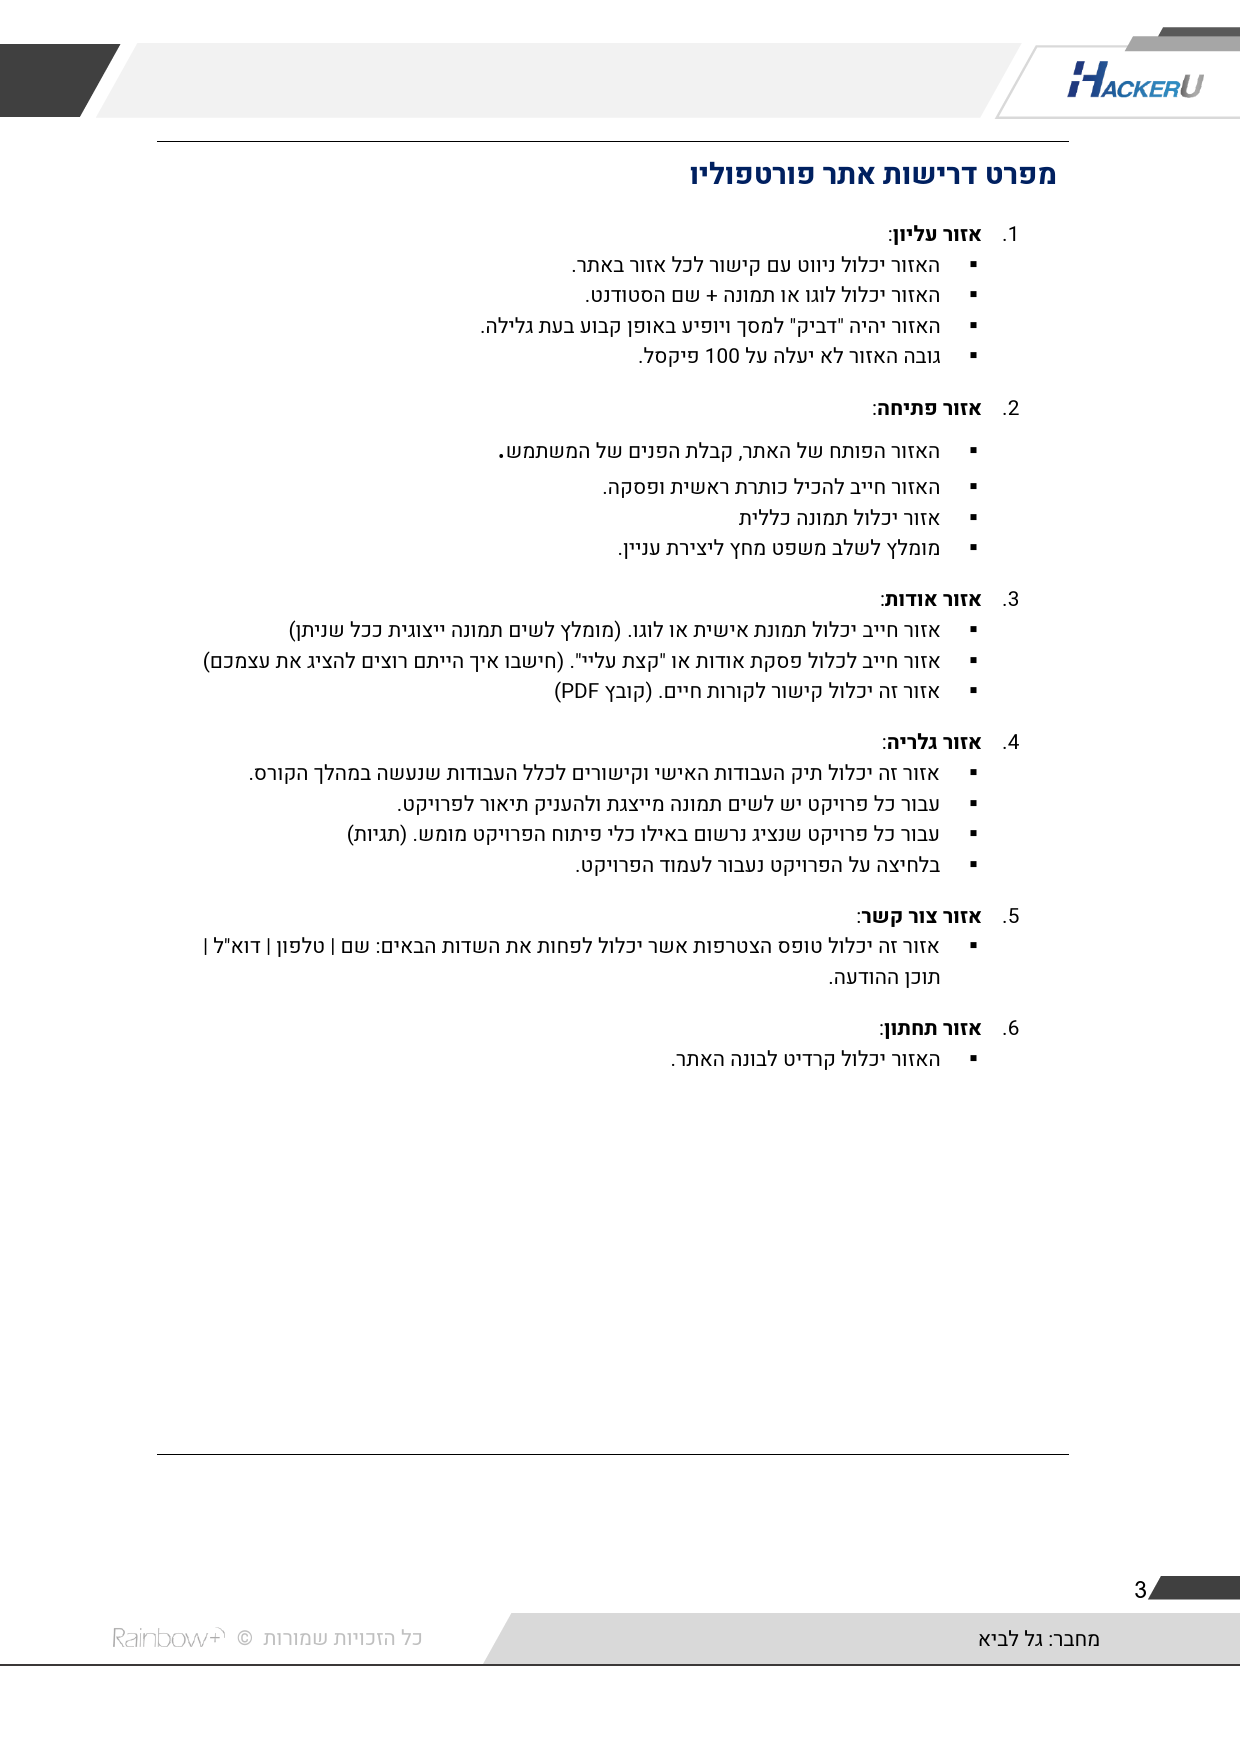 HACKERU
מפרט דרישות אתר פורטפוליו
1. אזור עליון:
▪ האזור יכלול ניווט עם קישור לכל אזור באתר.
▪ האזור יכלול לוגו או תמונה + שם הסטודנט.
▪ האזור יהיה "דביק" למסך ויופיע באופן קבוע בעת גלילה.
▪ גובה האזור לא יעלה על 100 פיקסל.
2. אזור פתיחה:
▪ האזור הפותח של האתר, קבלת הפנים של המשתמש.
▪ האזור חייב להכיל כותרת ראשית ופסקה.
▪ אזור יכלול תמונה כללית
▪ מומלץ לשלב משפט מחץ ליצירת עניין.
3. אזור אודות:
▪ אזור חייב יכלול תמונת אישית או לוגו. (מומלץ לשים תמונה ייצוגית ככל שניתן)
▪ אזור חייב לכלול פסקת אודות או "קצת עליי". (חישבו איך הייתם רוצים להציג את עצמכם)
▪ אזור זה יכלול קישור לקורות חיים. (קובץ PDF)
4. אזור גלריה:
▪ אזור זה יכלול תיק העבודות האישי וקישורים לכלל העבודות שנעשה במהלך הקורס.
▪ עבור כל פרויקט יש לשים תמונה מייצגת ולהעניק תיאור לפרויקט.
▪ עבור כל פרויקט שנציג נרשום באילו כלי פיתוח הפרויקט מומש. (תגיות)
▪ בלחיצה על הפרויקט נעבור לעמוד הפרויקט.
5. אזור צור קשר:
▪ אזור זה יכלול טופס הצטרפות אשר יכלול לפחות את השדות הבאים: שם | טלפון | דוא"ל |
תוכן ההודעה.
6. אזור תחתון:
▪ האזור יכלול קרדיט לבונה האתר.
3
מחבר: גל לביא
כל הזכויות שמורות © Rainbow+